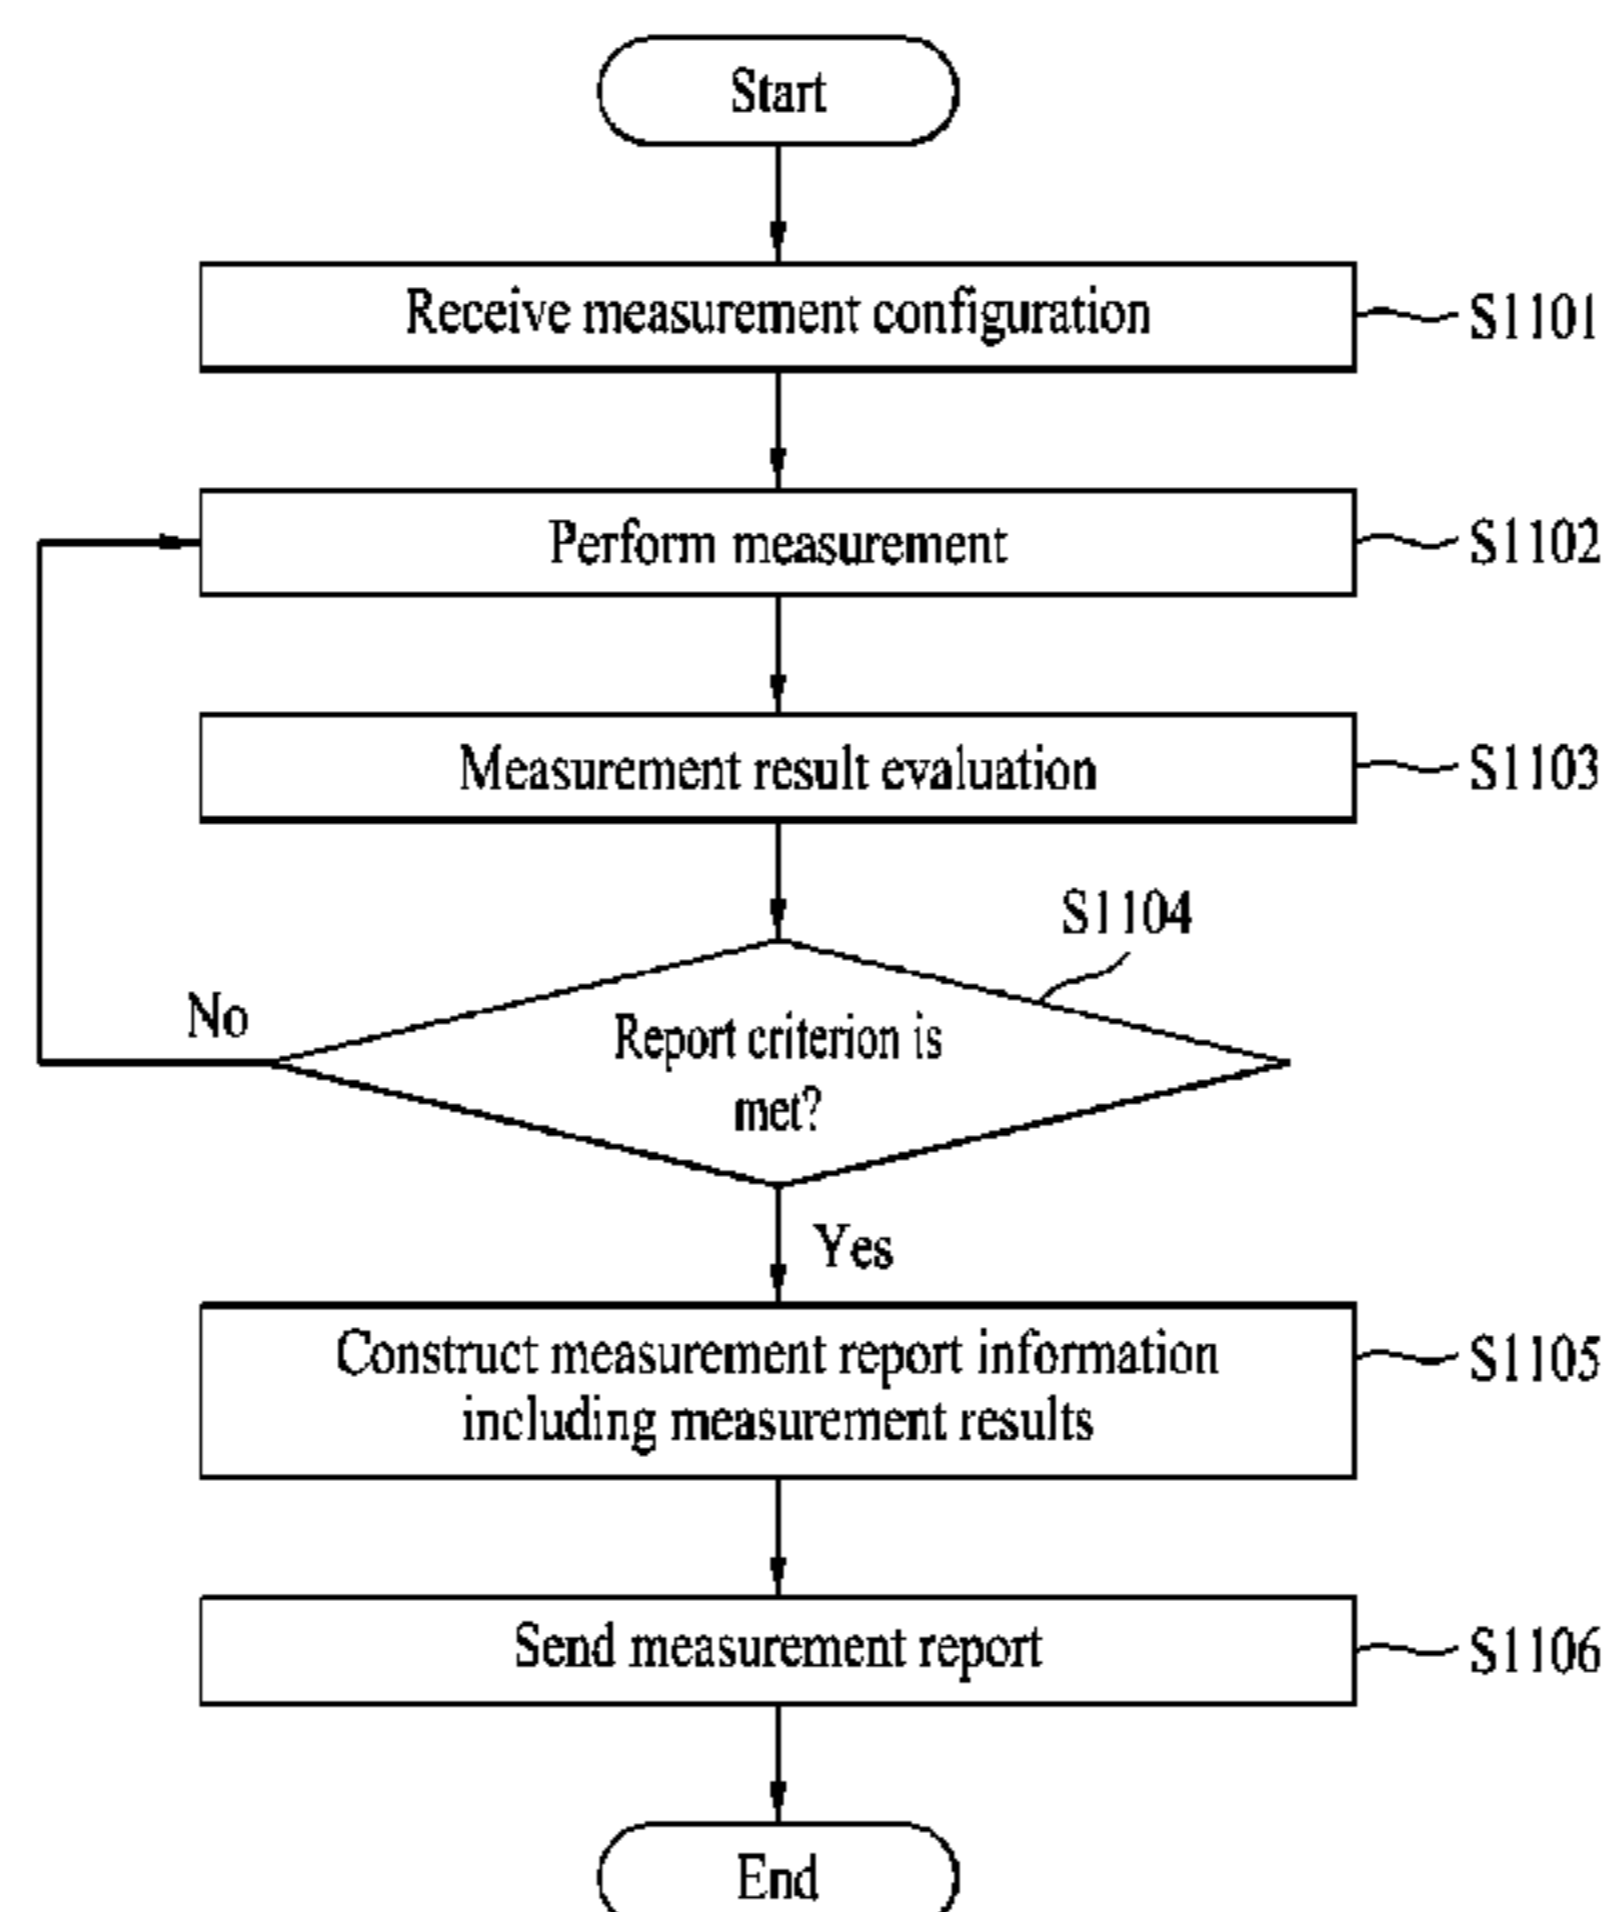 Start
Receive measurement configuration
S1101
Perform measurement
S1102
Measurement result evaluation
S1103
S1104
No
Report criterion is
met?
Yes
Construct measurement report information
including measurement results
S1105
Send measurement report
S1106
End